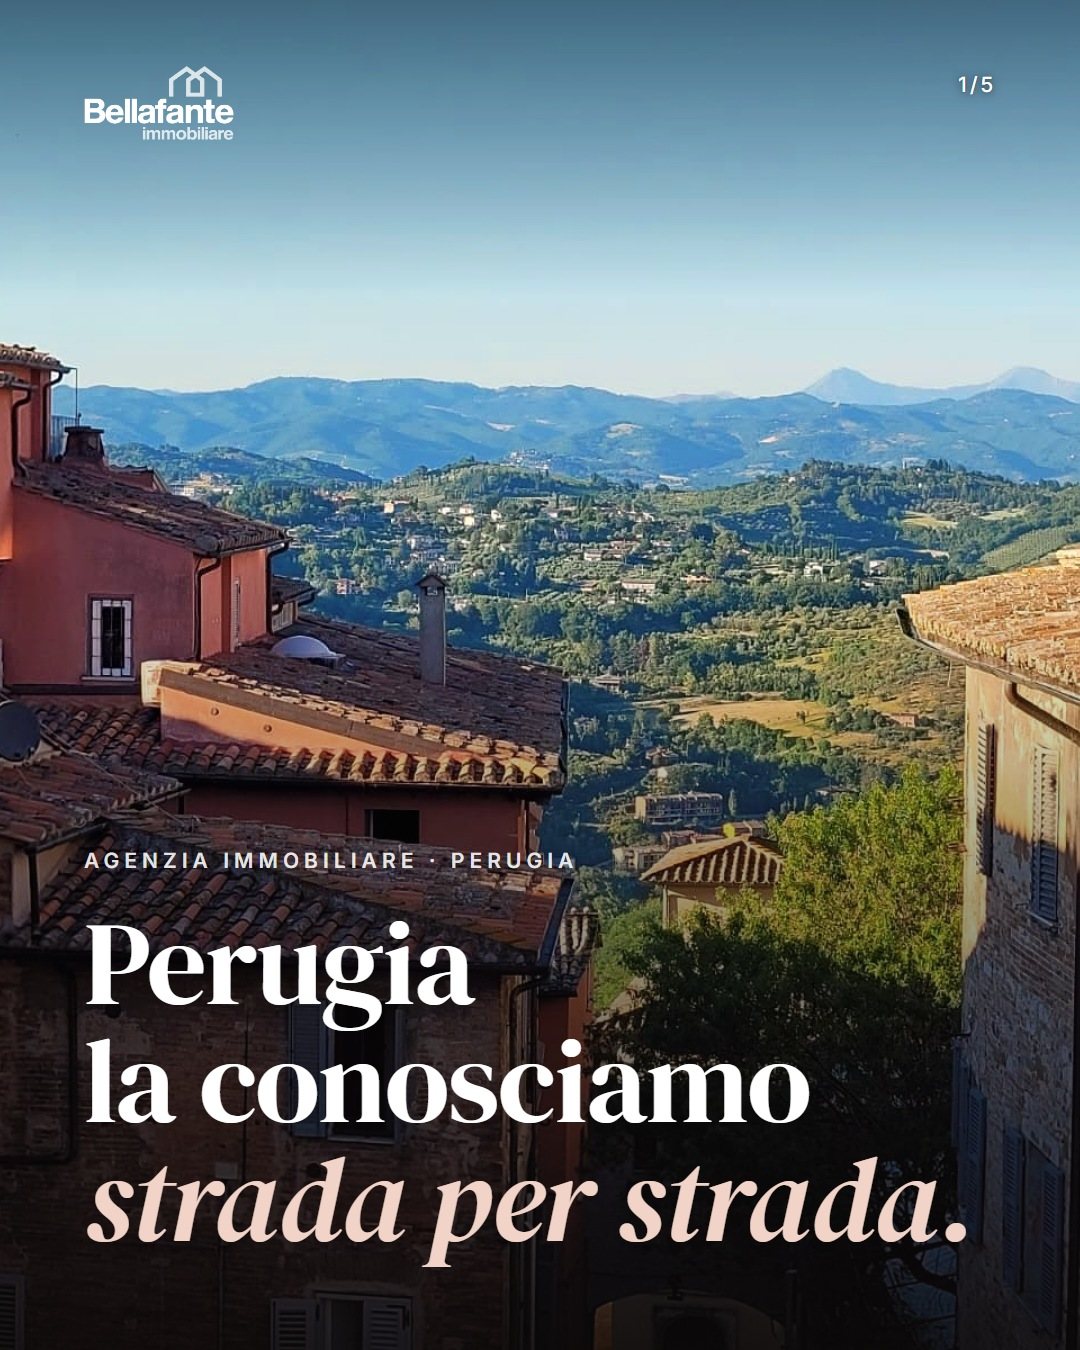 Bellafante
immobiliare
1/5
AGENZIA IMMOBILIARE · PERUGIA
Perugia
la conosciamo
strada per strada.